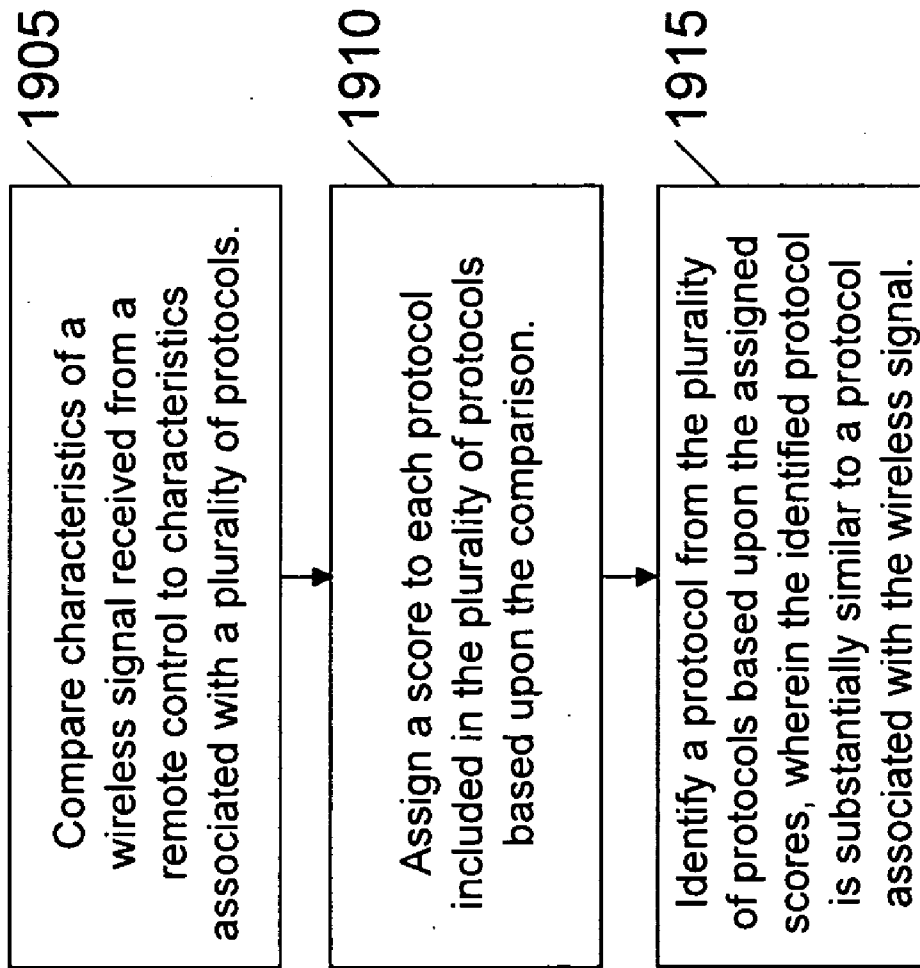 1905
Compare characteristics of a
wireless signal received from a
remote control to characteristics
associated with a plurality of protocols.
1910
Assign a score to each protocol
included in the plurality of protocols
based upon the comparison.
1915
Identify a protocol from the plurality
of protocols based upon the assigned
scores, wherein the identified protocol
is substantially similar to a protocol
associated with the wireless signal.